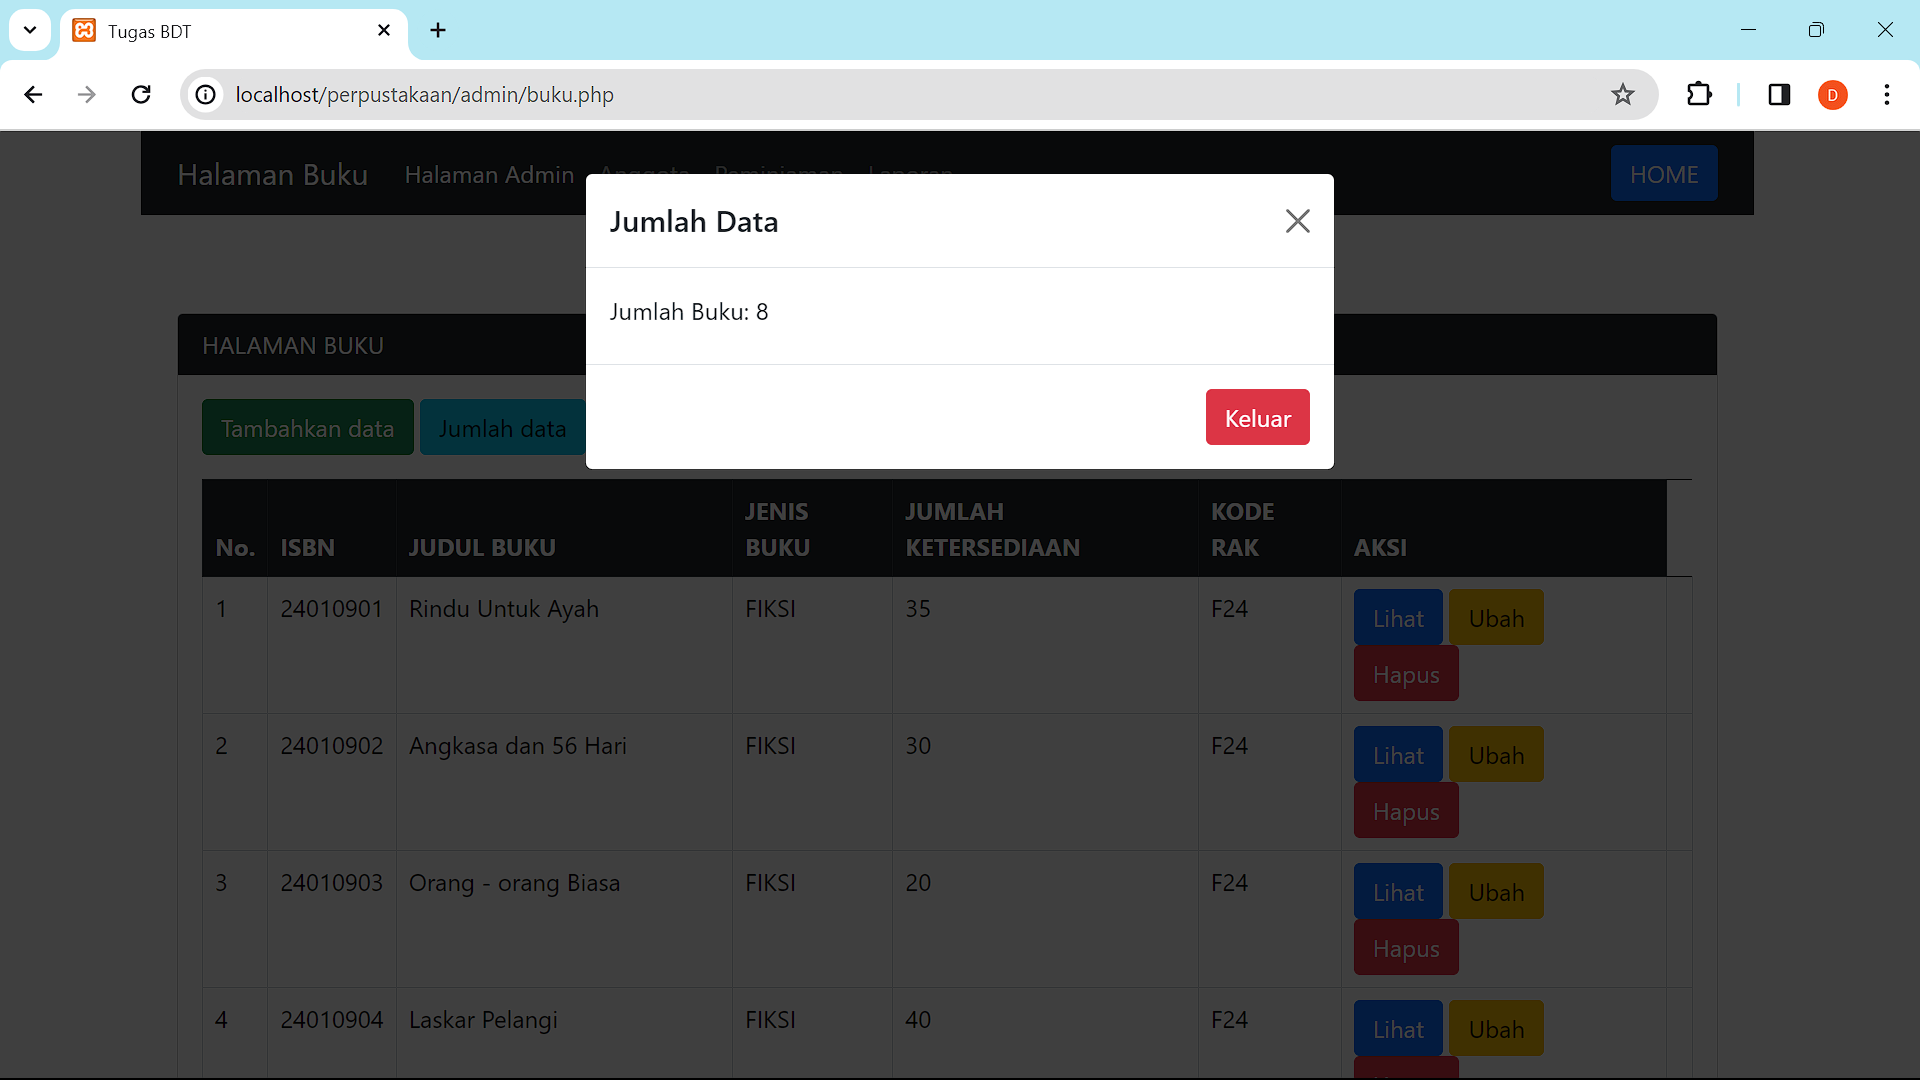 Tugas BDT
localhost/perpustakaan/admin/buku.php
D
Halaman Buku Halaman Admin
HOME
Jumlah Data
Jumlah Buku: 8
Keluar
HALAMAN BUKU
Tambahkan data Jumlah data
No. ISBN JUDUL BUKU JENIS BUKU JUMLAH KETERSEDIAAN KODE RAK AKSI
1 24010901 Rindu Untuk Ayah FIKSI 35 F24 Lihat Ubah
Hapus
2 24010902 Angkasa dan 56 Hari FIKSI 30 F24 Lihat Ubah
Hapus
3 24010903 Orang - orang Biasa FIKSI 20 F24 Lihat Ubah
Hapus
4 24010904 Laskar Pelangi FIKSI 40 F24 Lihat Ubah